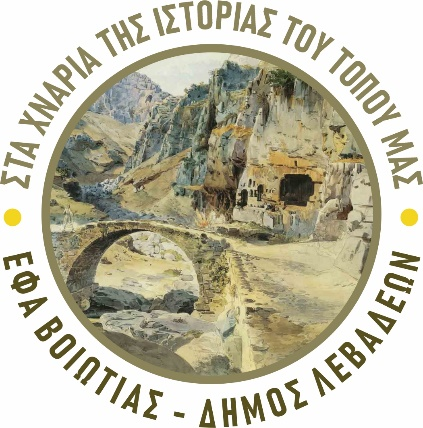 ΣΤΑ ΧΝΑΡΙΑ ΤΗΣ ΙΣΤΟΡΙΑΣ ΤΟΥ ΤΟΠΟΥ ΜΑΣ
ΕΦΑ ΒΟΙΩΤΙΑΣ - ΔΗΜΟΣ ΛΕΒΑΔΕΩΝ